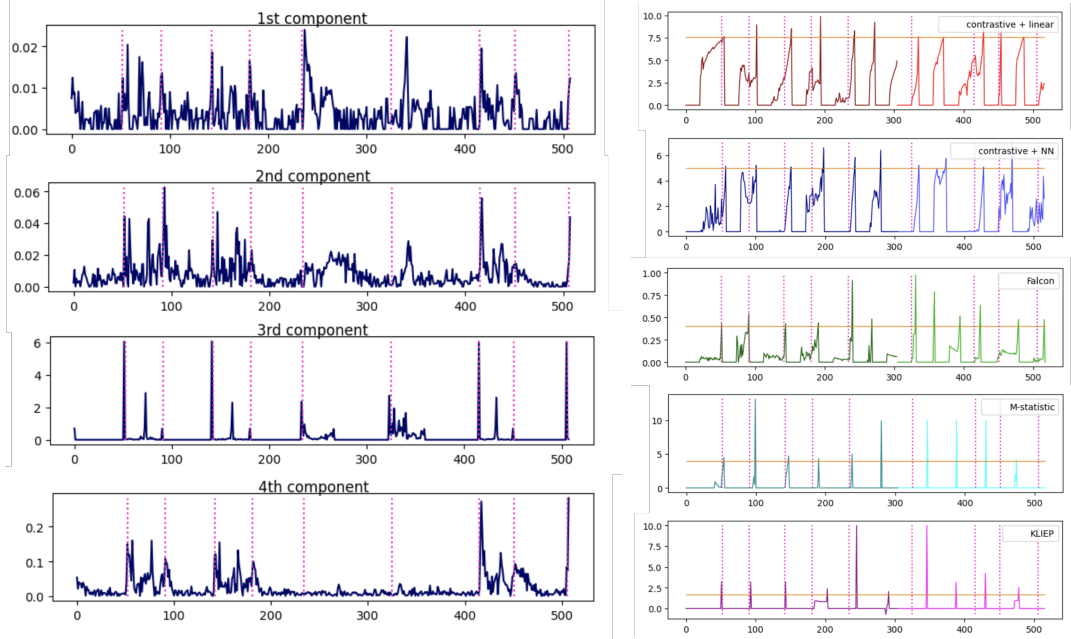 1st component
0.02
0.01
0.00
0 100 200 300 400 500
2nd component
0.06
0.04
0.02
0.00
0 100 200 300 400 500
3rd component
6
4
2
0
0 100 200 300 400 500
4th component
0.2
0.1
0.0
0 100 200 300 400 500
10.0
contrastive + linear
7.5
5.0
2.5
0.0
0 100 200 300 400 500
contrastive + NN
6
4
2
0
0 100 200 300 400 500
1.00
Falcon
0.75
0.50
0.25
0.00
0 100 200 300 400 500
M-statistic
10
5
0
0 100 200 300 400 500
10.0
KLIEP
7.5
5.0
2.5
0.0
0 100 200 300 400 500